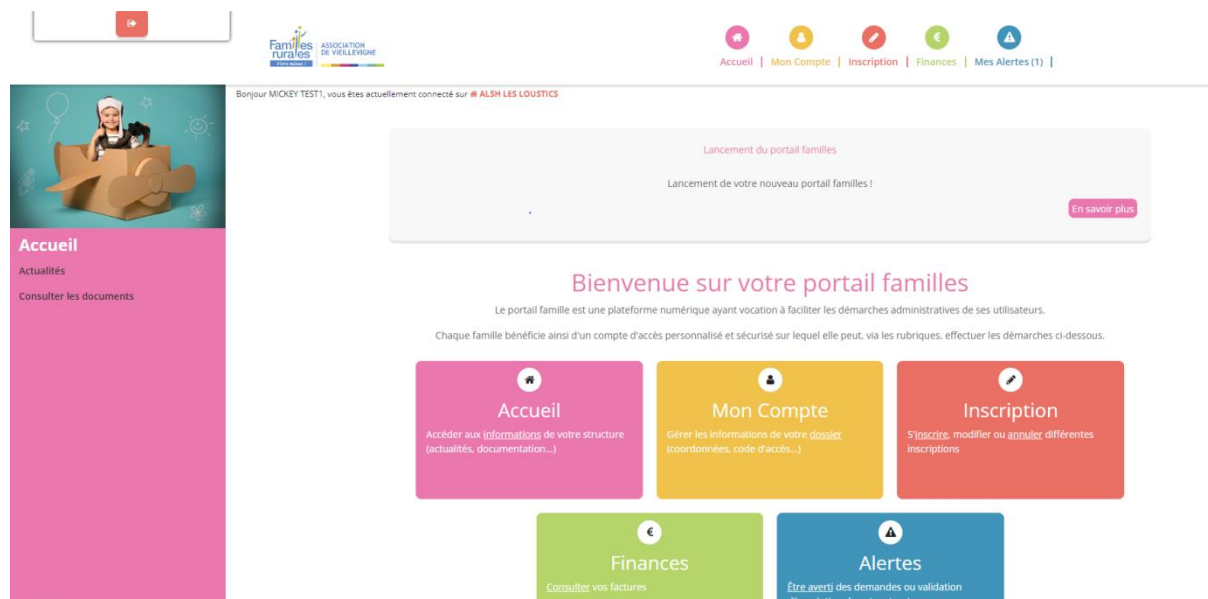 Familles
rurales
Vivre mieux !
ASSOCIATION
DE VIEILLEVIGNE
Accueil | Mon Compte | Inscription | Finances | Mes Alertes (1) |
Bonjour MICKEY TEST1, vous êtes actuellement connecté sur ALSH LES LOUSTICS
Lancement du portail familles
Lancement de votre nouveau portail familles !
En savoir plus
Accueil
Actualités
Consulter les documents
Bienvenue sur votre portail familles
Le portail famille est une plateforme numérique ayant vocation à faciliter les démarches administratives de ses utilisateurs.
Chaque famille bénéficie ainsi d'un compte d'accès personnalisé et sécurisé sur lequel elle peut, via les rubriques, effectuer les démarches ci-dessous.
Accueil
Accéder aux informations de votre structure
(actualités, documentation...)
Mon Compte
Gérer les informations de votre dossier
(coordonnées, code d'accès...)
Inscription
S'inscrire, modifier ou annuler différentes
inscriptions
€
Finances
Consulter vos factures
Alertes
Être averti des demandes ou validation